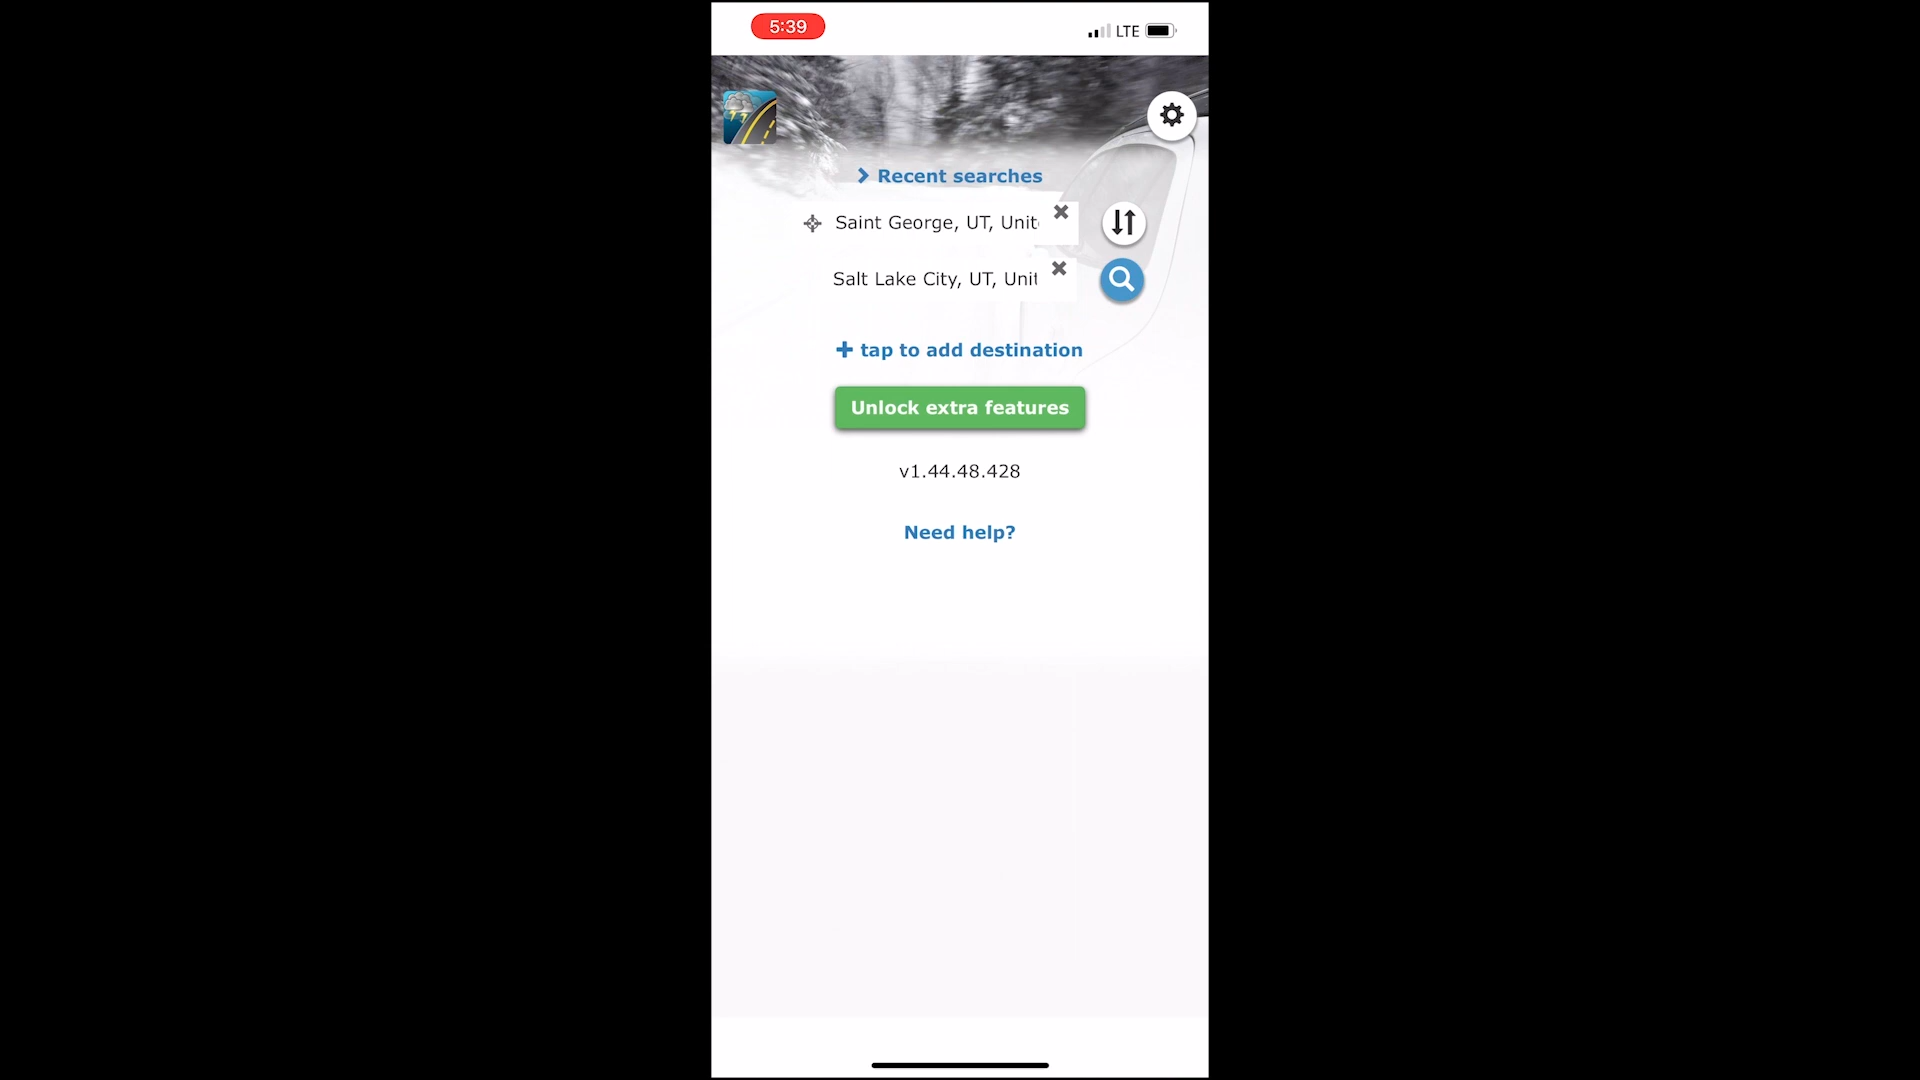 5:39
LTE
Recent searches
Saint George, UT, Unit
Salt Lake City, UT, Unit
tap to add destination
Unlock extra features
v1.44.48.428
Need help?